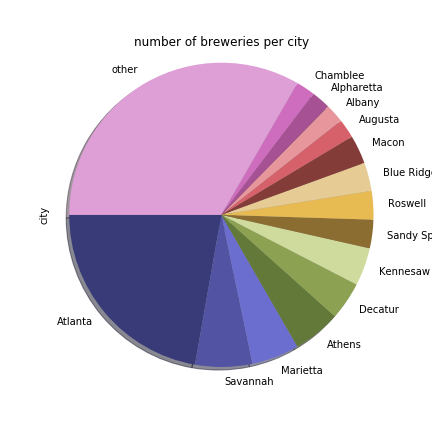 number of breweries per city
other
Chamblee
Alpharetta
Albany
Augusta
Macon
Blue Ridge
Roswell
Sandy Sp
city
Kennesaw
Decatur
Atlanta
Athens
Marietta
Savannah